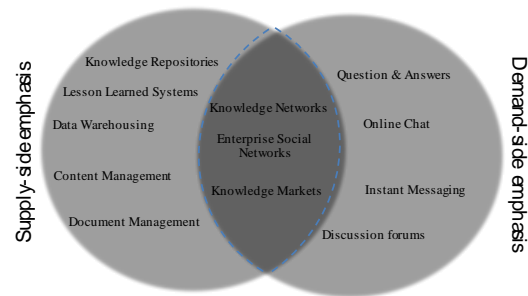 Supply-side emphasis
Knowledge Repositories
Lesson Learned Systems
Data Warehousing
Content Management
Document Management
Knowledge Networks
Enterprise Social
Networks
Knowledge Markets
Question & Answers
Online Chat
Instant Messaging
Discussion forums
Demand-side emphasis